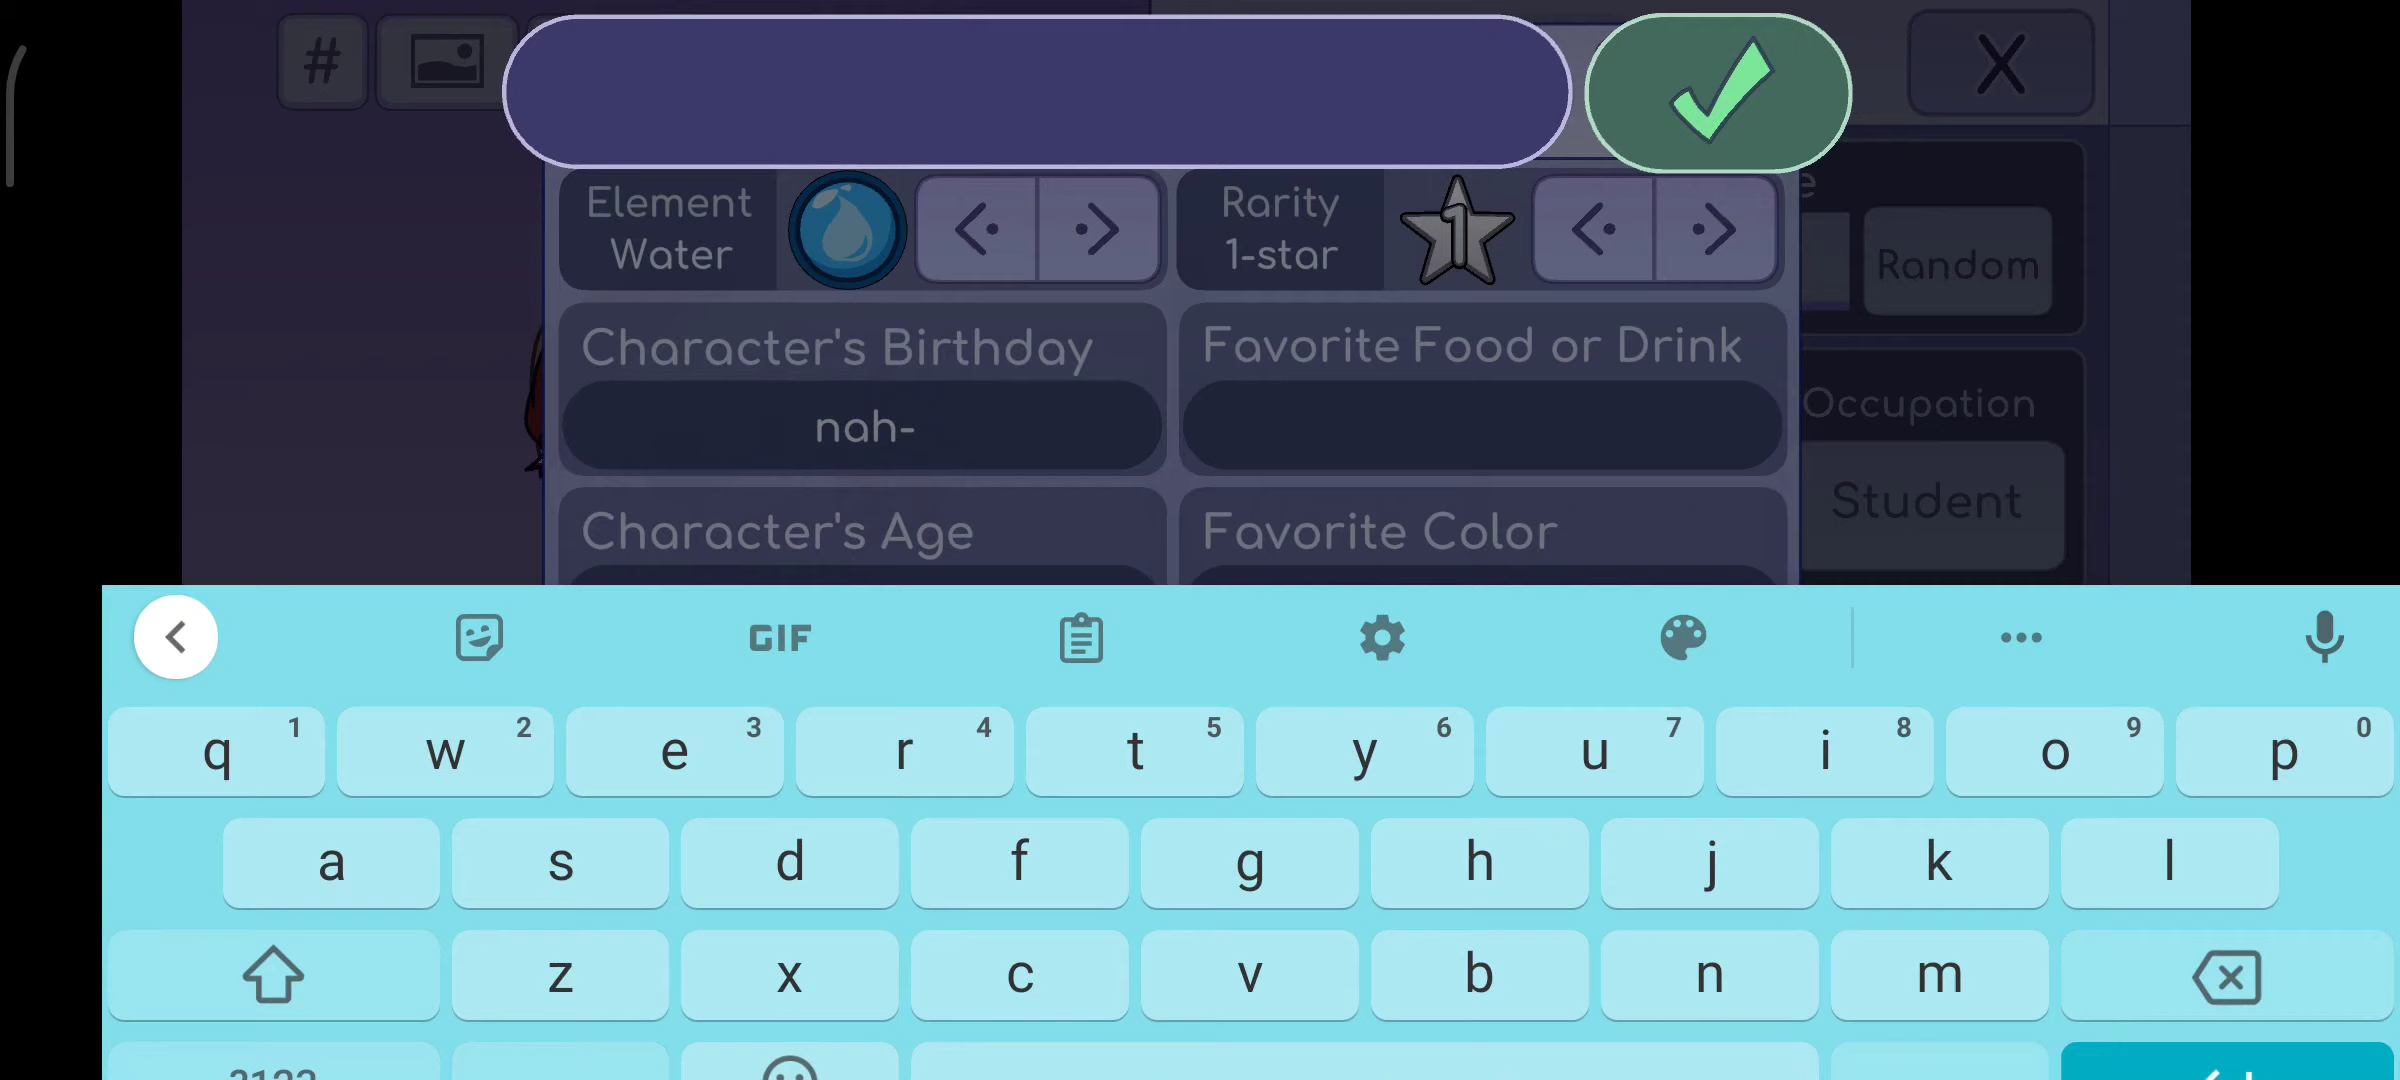 #
X
Element
Water
Rarity
1-star
1
e
Random
Character's Birthday
Favorite Food or Drink
nah-
Occupation
Student
Character's Age
Favorite Color
GIF
q 1 w 2 e 3 r 4 t 5 y 6 u 7 i 8 o 9 p 0
a s d f g h j k l
z x c v b n m